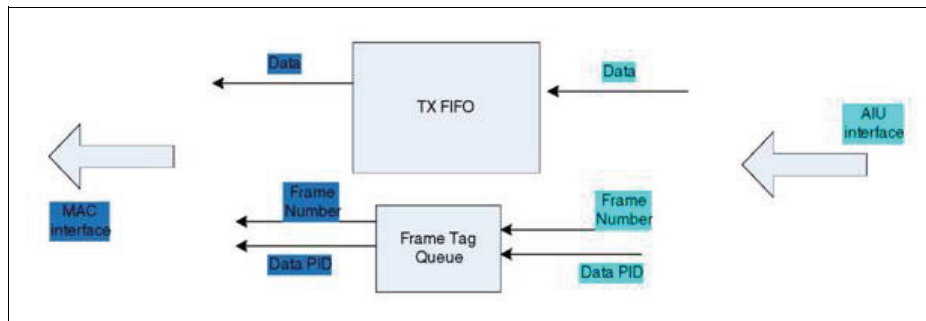 Data
Data
TX FIFO
AIU
interface
MAC
interface
Frame
Number
Frame
Number
Frame Tag
Queue
Data PID
Data PID